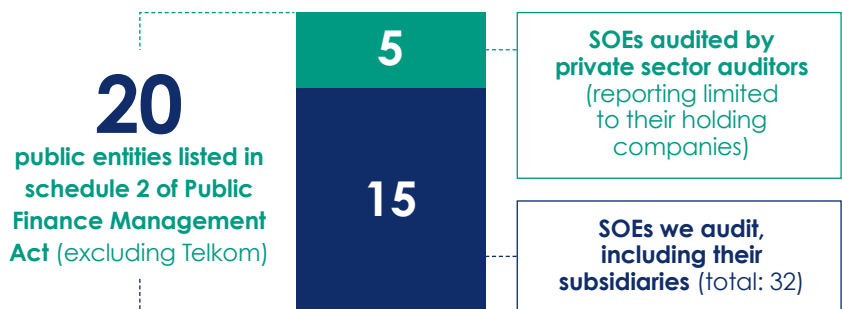 20
public entities listed in
schedule 2 of Public
Finance Management
Act (excluding Telkom)
5
15
SOEs audited by
private sector auditors
(reporting limited
to their holding
companies)
SOEs we audit,
including their
subsidiaries (total: 32)